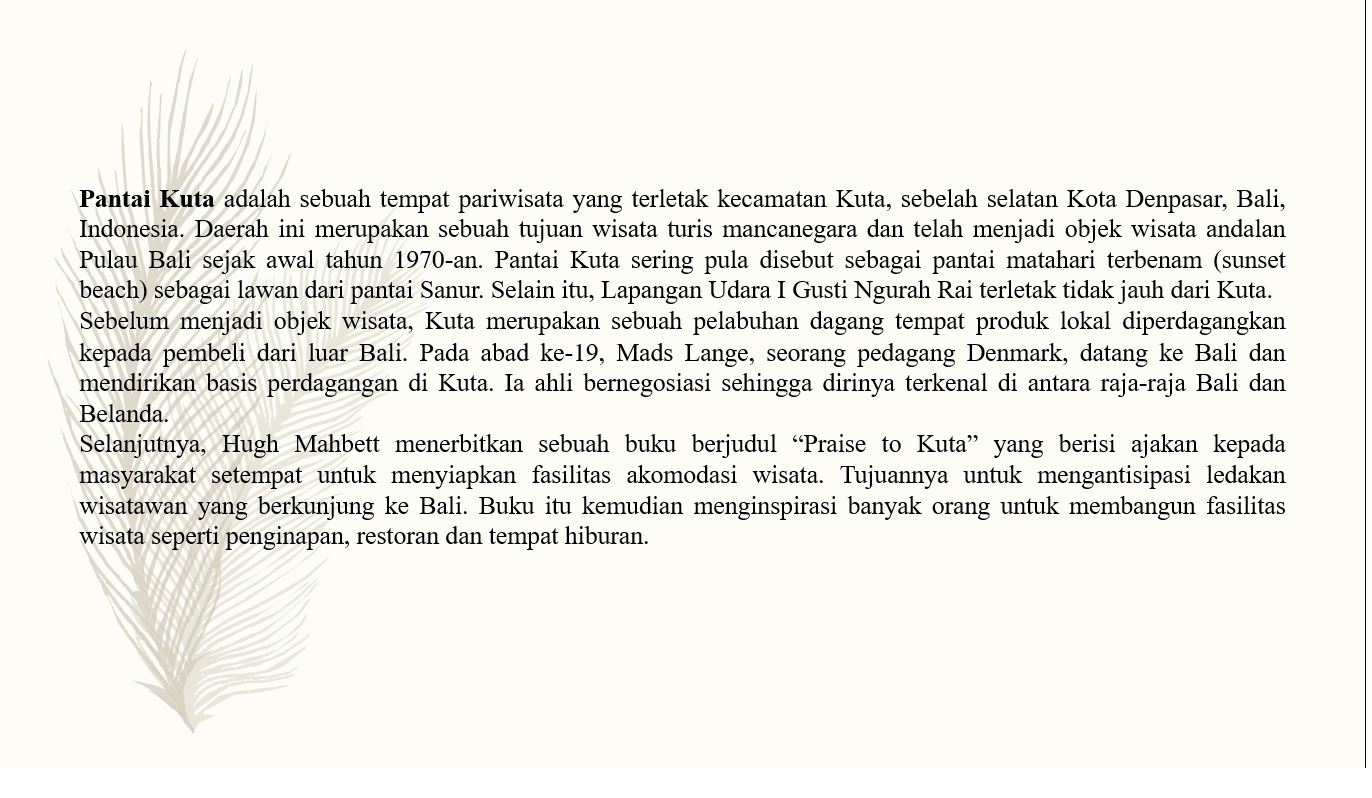 Pantai Kuta adalah sebuah tempat pariwisata yang terletak kecamatan Kuta, sebelah selatan Kota Denpasar, Bali,
Indonesia. Daerah ini merupakan sebuah tujuan wisata turis mancanegara dan telah menjadi objek wisata andalan
Pulau Bali sejak awal tahun 1970-an. Pantai Kuta sering pula disebut sebagai pantai matahari terbenam (sunset
beach) sebagai lawan dari pantai Sanur. Selain itu, Lapangan Udara I Gusti Ngurah Rai terletak tidak jauh dari Kuta.
Sebelum menjadi objek wisata, Kuta merupakan sebuah pelabuhan dagang tempat produk lokal diperdagangkan
kepada pembeli dari luar Bali. Pada abad ke-19, Mads Lange, seorang pedagang Denmark, datang ke Bali dan
mendirikan basis perdagangan di Kuta. Ia ahli bernegosiasi sehingga dirinya terkenal di antara raja-raja Bali dan
Belanda.
Selanjutnya, Hugh Mahbett menerbitkan sebuah buku berjudul “Praise to Kuta” yang berisi ajakan kepada
masyarakat setempat untuk menyiapkan fasilitas akomodasi wisata. Tujuannya untuk mengantisipasi ledakan
wisatawan yang berkunjung ke Bali. Buku itu kemudian menginspirasi banyak orang untuk membangun fasilitas
wisata seperti penginapan, restoran dan tempat hiburan.